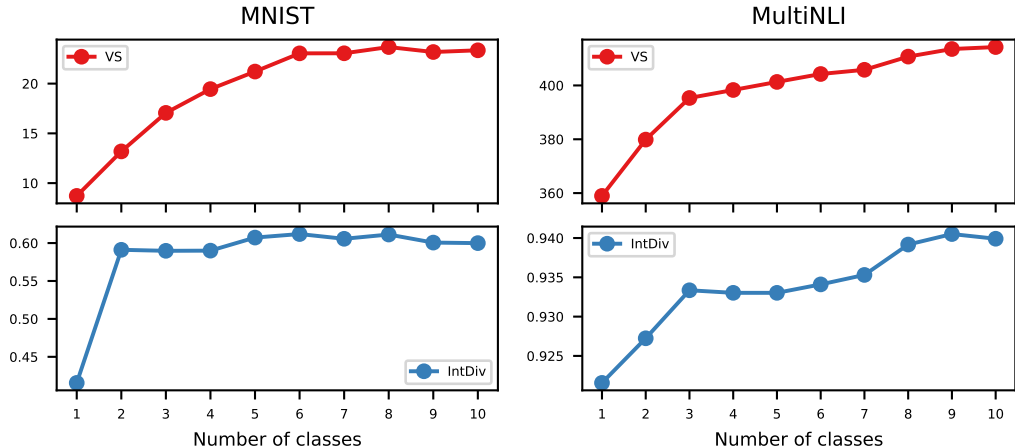 MNIST
VS
20
15
10
0.60
0.55
0.50
0.45
IntDiv
1 2 3 4 5 6 7 8 9 10
Number of classes
MultiNLI
VS
400
380
360
0.940
0.935
0.930
0.925
IntDiv
1 2 3 4 5 6 7 8 9 10
Number of classes